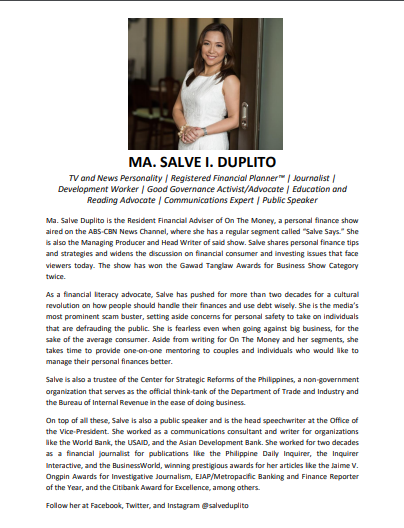 MA. SALVE I. DUPLITO
TV and News Personality | Registered Financial Planner™ | Journalist |
Development Worker | Good Governance Activist/Advocate | Education and
Reading Advocate | Communications Expert | Public Speaker
Ma. Salve Duplito is the Resident Financial Adviser of On The Money, a personal finance show
aired on the ABS-CBN News Channel, where she has a regular segment called “Salve Says.” She
is also the Managing Producer and Head Writer of said show. Salve shares personal finance tips
and strategies and widens the discussion on financial consumer and investing issues that face
viewers today. The show has won the Gawad Tanglaw Awards for Business Show Category
twice.
As a financial literacy advocate, Salve has pushed for more than two decades for a cultural
revolution on how people should handle their finances and use debt wisely. She is the media’s
most prominent scam buster, setting aside concerns for personal safety to take on individuals
that are defrauding the public. She is fearless even when going against big business, for the
sake of the average consumer. Aside from writing for On The Money and her segments, she
takes time to provide one-on-one mentoring to couples and individuals who would like to
manage their personal finances better.
Salve is also a trustee of the Center for Strategic Reforms of the Philippines, a non-government
organization that serves as the official think-tank of the Department of Trade and Industry and
the Bureau of Internal Revenue in the ease of doing business.
On top of all these, Salve is also a public speaker and is the head speechwriter at the Office of
the Vice-President. She worked as a communications consultant and writer for organizations
like the World Bank, the USAID, and the Asian Development Bank. She worked for two decades
as a financial journalist for publications like the Philippine Daily Inquirer, the Inquirer
Interactive, and the BusinessWorld, winning prestigious awards for her articles like the Jaime V.
Ongpin Awards for Investigative Journalism, EJAP/Metropacific Banking and Finance Reporter
of the Year, and the Citibank Award for Excellence, among others.
Follow her at Facebook, Twitter, and Instagram @salveduplito